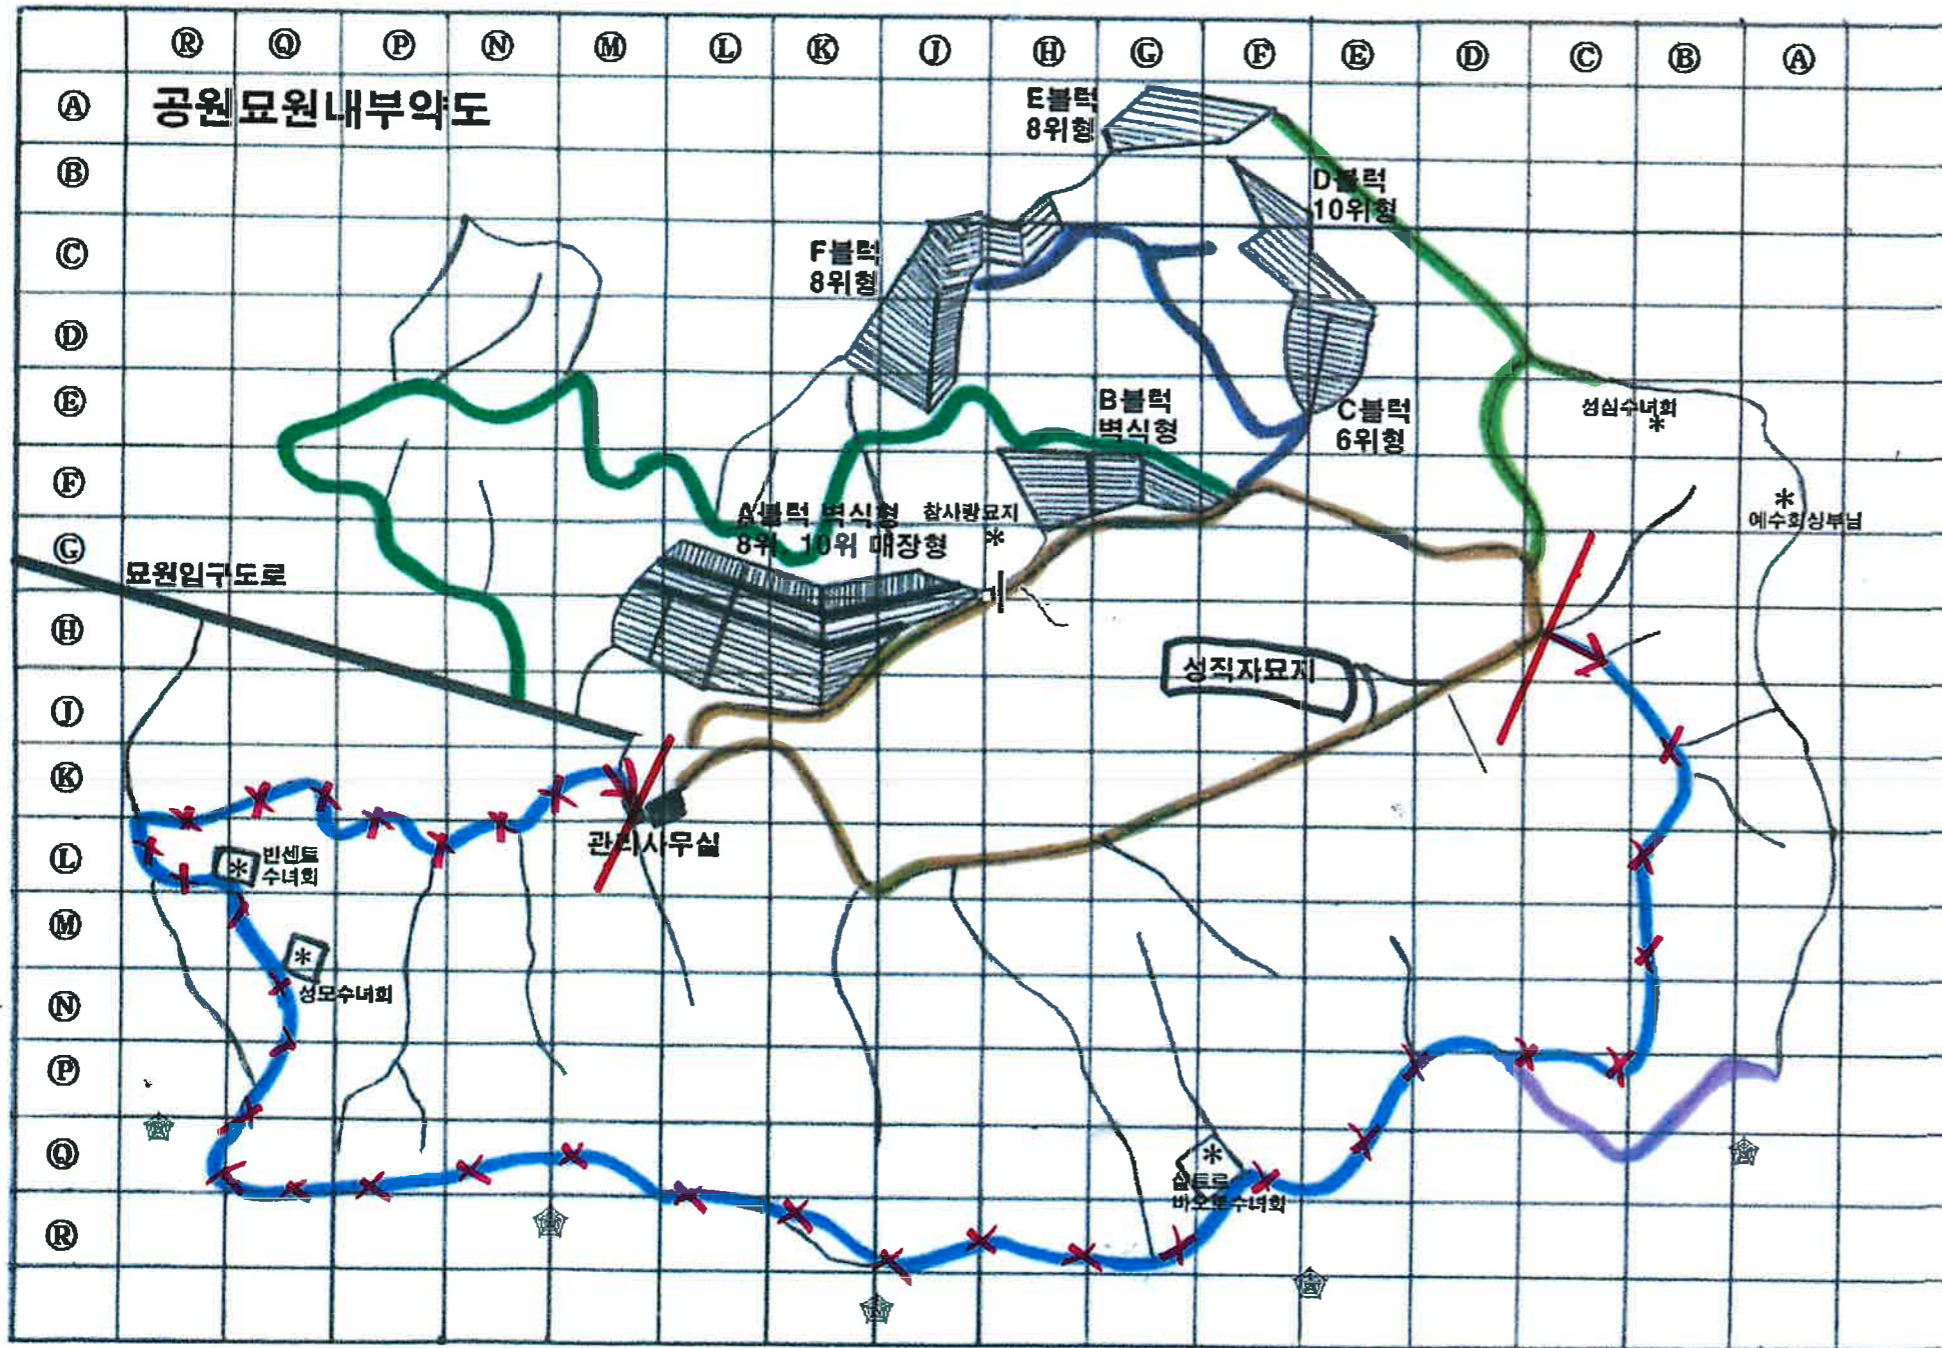 Ⓡ Ⓠ Ⓟ Ⓝ Ⓜ Ⓛ Ⓚ Ⓙ Ⓗ Ⓖ Ⓕ Ⓔ Ⓓ Ⓒ Ⓑ Ⓐ
Ⓐ
공원묘원내부약도
E블럭
8위형
Ⓑ
D블럭
10위형
Ⓒ
F블럭
8위형
Ⓓ
Ⓔ
B블럭
벽식형
C블럭
6위형
성심수녀회
*
Ⓕ
A블럭 벽식형
8위, 10위 매장형
참사랑묘지
*
*
예수회신부님
Ⓖ
묘원입구도로
Ⓗ
성직자묘지
Ⓙ
Ⓚ
관리사무실
Ⓛ
*
빈센트
수녀회
Ⓜ
*
성모수녀회
Ⓝ
Ⓟ
Ⓠ
*
살트르
바오로수녀회
Ⓡ